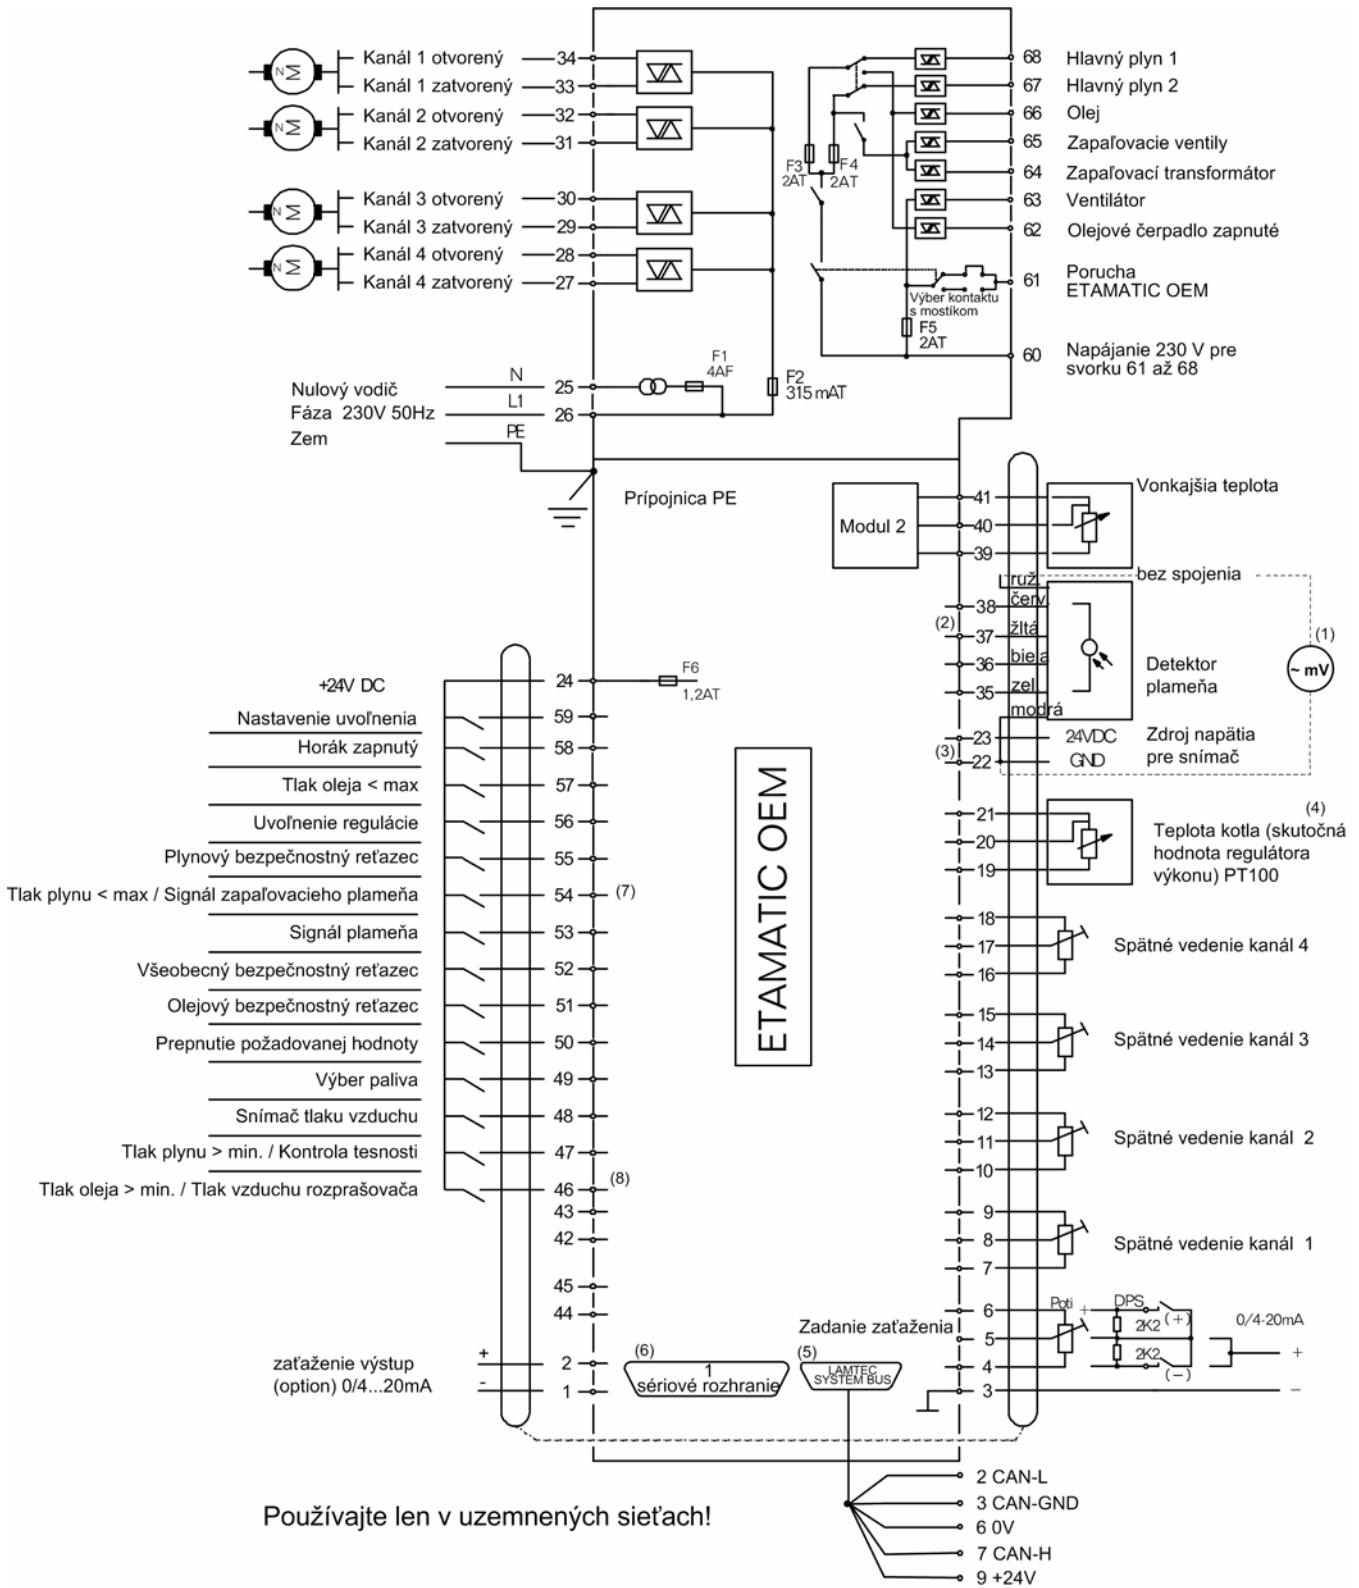 Kanál 1 otvorený 34
Kanál 1 zatvorený 33
Kanál 2 otvorený 32
Kanál 2 zatvorený 31
Kanál 3 otvorený 30
Kanál 3 zatvorený 29
Kanál 4 otvorený 28
Kanál 4 zatvorený 27
N M
N M
N M
N M
68 Hlavný plyn 1
67 Hlavný plyn 2
66 Olej
65 Zapaľovacie ventily
64 Zapaľovací transformátor
63 Ventilátor
62 Olejové čerpadlo zapnuté
61 Porucha
ETAMATIC OEM
60 Napájanie 230 V pre
svorku 61 až 68
F3
2AT
F4
2AT
Výber kontaktu
s mostíkom
F5
2AT
F1
4AF
F2
315 mAT
Nulový vodič N 25
Fáza 230V 50Hz L1 26
Zem PE
Prípojnica PE
Modul 2
41 Vonkajšia teplota
40
39
bez spojenia
ruž.
38 červ.
(2) 37 žltá
36 biela
35 zel.
modrá
Detektor
plameňa
(1)
~ mV
23 24VDC
(3) 22 GND
Zdroj napätia
pre snímač
21
20
19
(4)
Teplota kotla (skutočná
hodnota regulátora
výkonu) PT100
18
17 Spätné vedenie kanál 4
16
15
14 Spätné vedenie kanál 3
13
12
11 Spätné vedenie kanál 2
10
9
8 Spätné vedenie kanál 1
7
6 Poti + DPS (+) 0/4-20mA
Zadanie zaťaženia 5 2K2 +
4 2K2 (−)
3 −
+24V DC 24 F6
1,2AT
Nastavenie uvoľnenia 59
Horák zapnutý 58
Tlak oleja < max 57
Uvoľnenie regulácie 56
Plynový bezpečnostný reťazec 55
Tlak plynu < max / Signál zapaľovacieho plameňa 54 (7)
Signál plameňa 53
Všeobecný bezpečnostný reťazec 52
Olejový bezpečnostný reťazec 51
Prepnutie požadovanej hodnoty 50
Výber paliva 49
Snímač tlaku vzduchu 48
Tlak plynu > min. / Kontrola tesnosti 47
Tlak oleja > min. / Tlak vzduchu rozprašovača 46 (8)
43
42
45
44
zaťaženie výstup + 2
(option) 0/4...20mA - 1
ETAMATIC OEM
(6)
1
sériové rozhranie
(5)
LAMTEC
SYSTEM BUS
2 CAN-L
3 CAN-GND
6 0V
7 CAN-H
9 +24V
Používajte len v uzemnených sieťach!